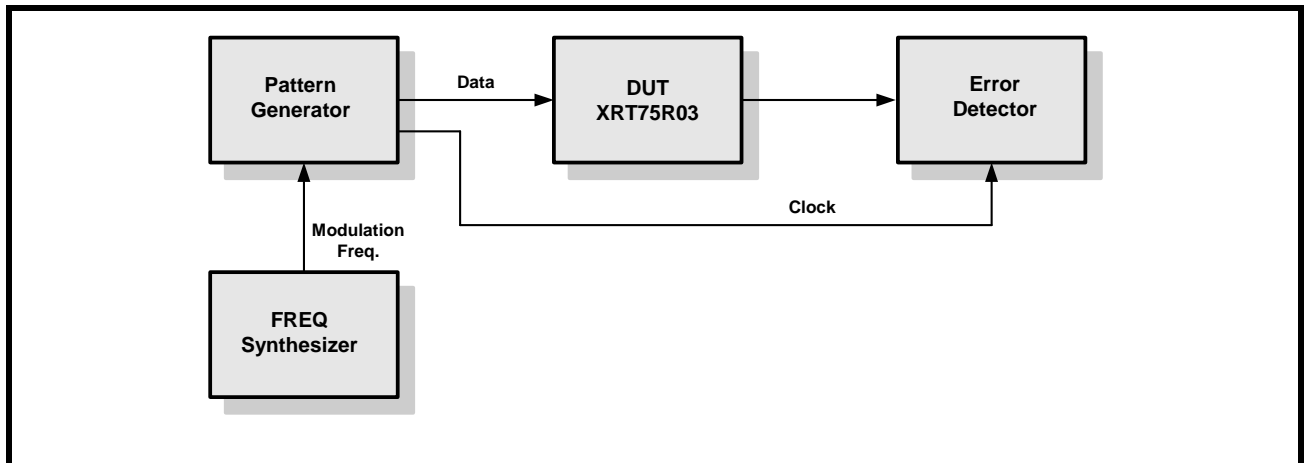 Pattern
Generator
Data
DUT
XRT75R03
Error
Detector
Clock
Modulation
Freq.
FREQ
Synthesizer